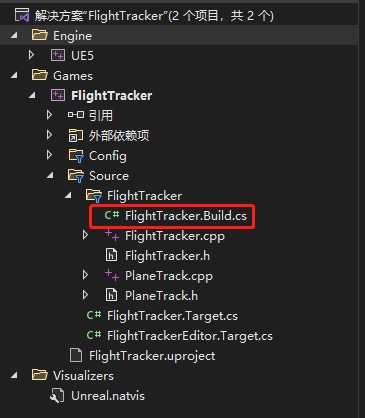 解决方案"FlightTracker"(2 个项目，共 2 个)
Engine
UE5
Games
FlightTracker
引用
外部依赖项
Config
Source
FlightTracker
C# FlightTracker.Build.cs
FlightTracker.cpp
FlightTracker.h
PlaneTrack.cpp
PlaneTrack.h
C# FlightTracker.Target.cs
C# FlightTrackerEditor.Target.cs
FlightTracker.uproject
Visualizers
Unreal.natvis